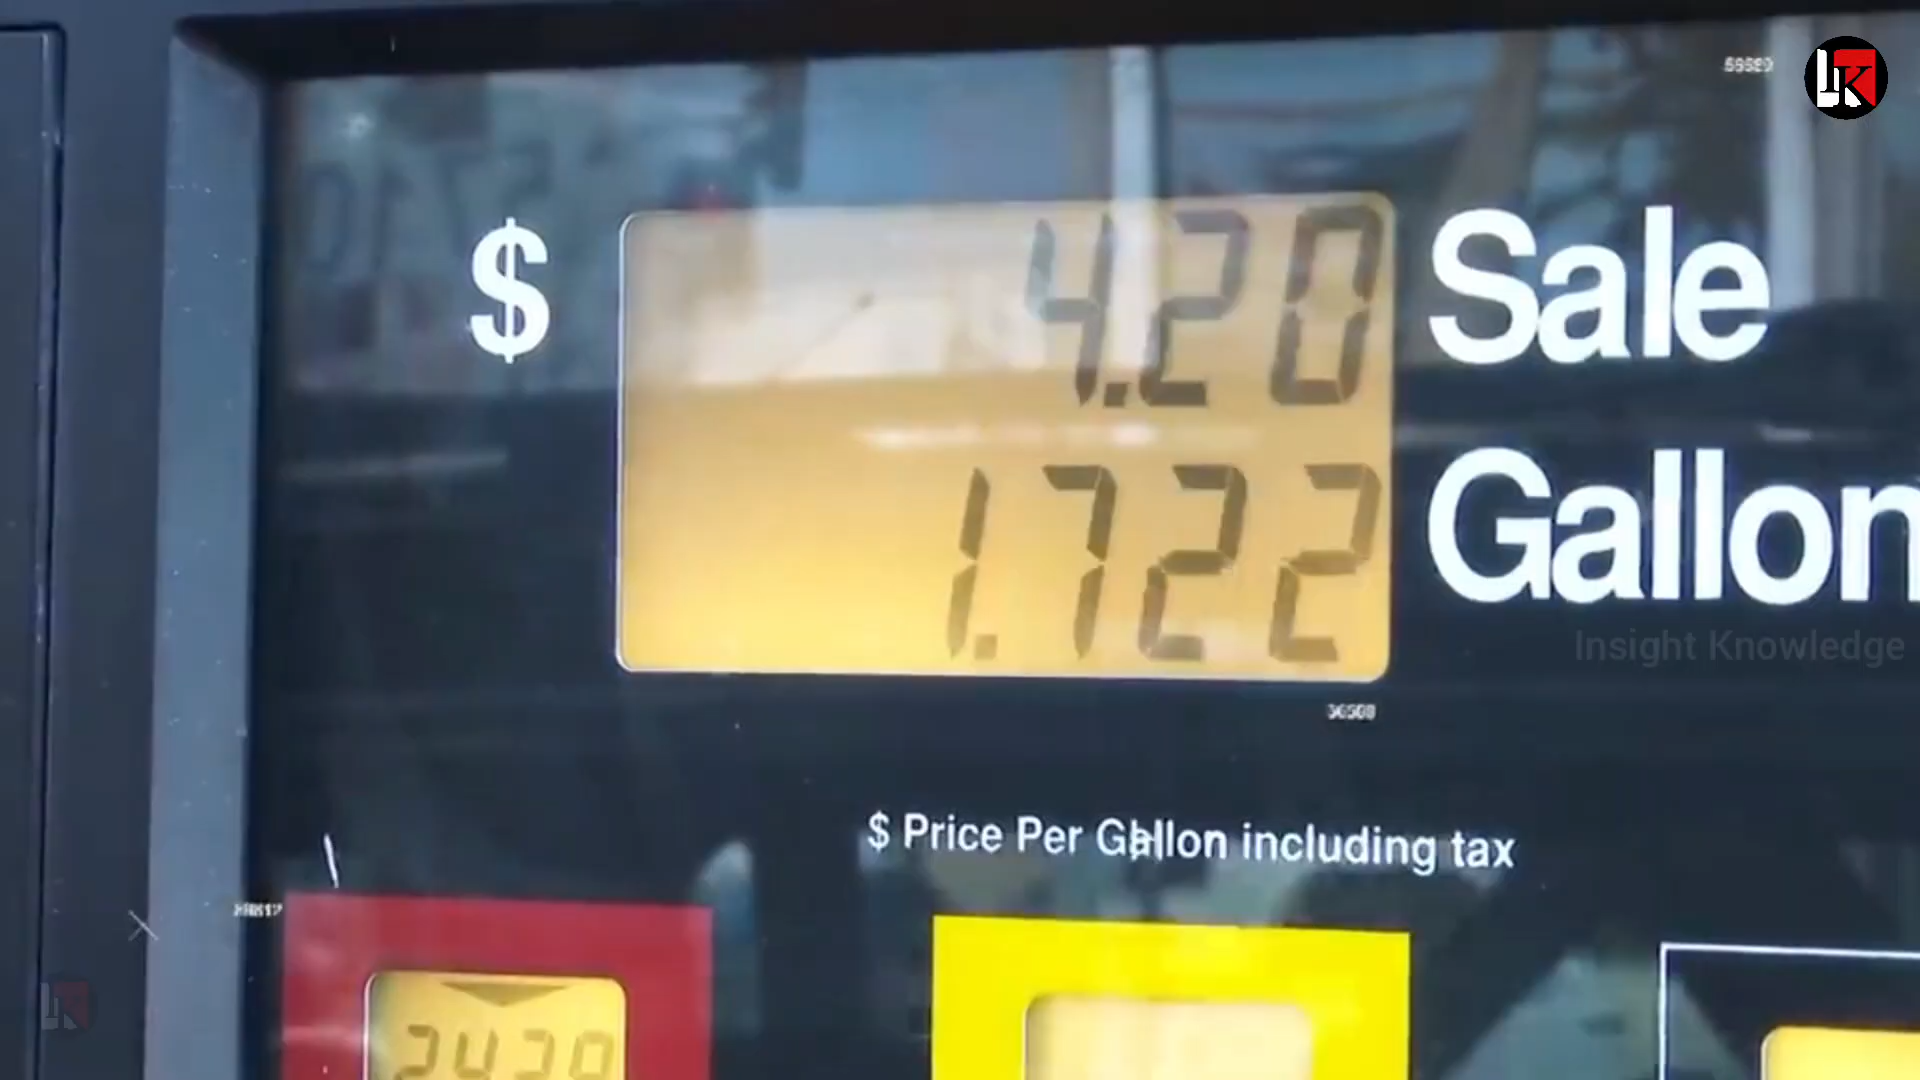 $ 4.20 Sale
1.722 Gallon
Insight Knowledge
$ Price Per Gallon including tax